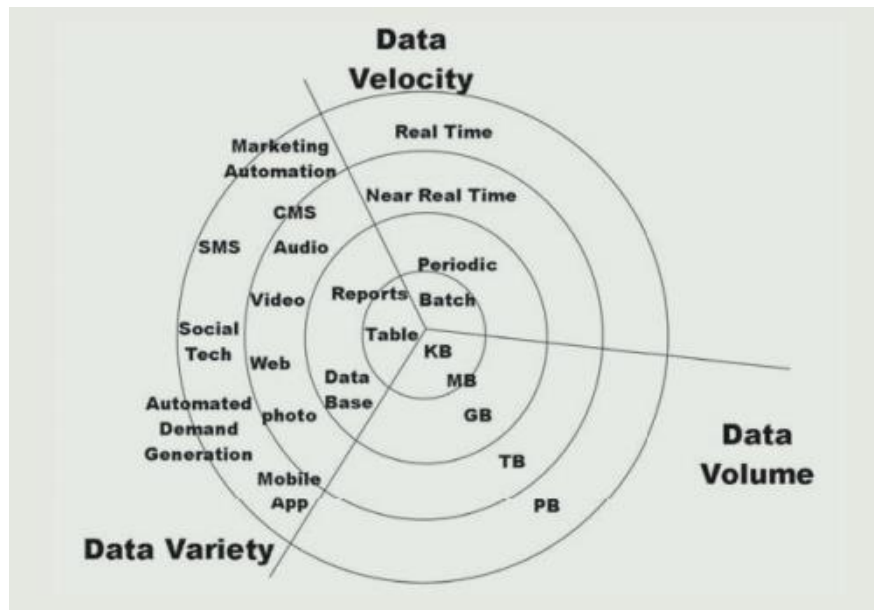 Data
Velocity
Real Time
Near Real Time
Periodic
Batch
Marketing
Automation
CMS
SMS
Audio
Reports
Video
Social
Tech
Table
Web
Data
Base
Automated
Demand
Generation
photo
Mobile
App
Data Variety
KB
MB
GB
TB
PB
Data
Volume